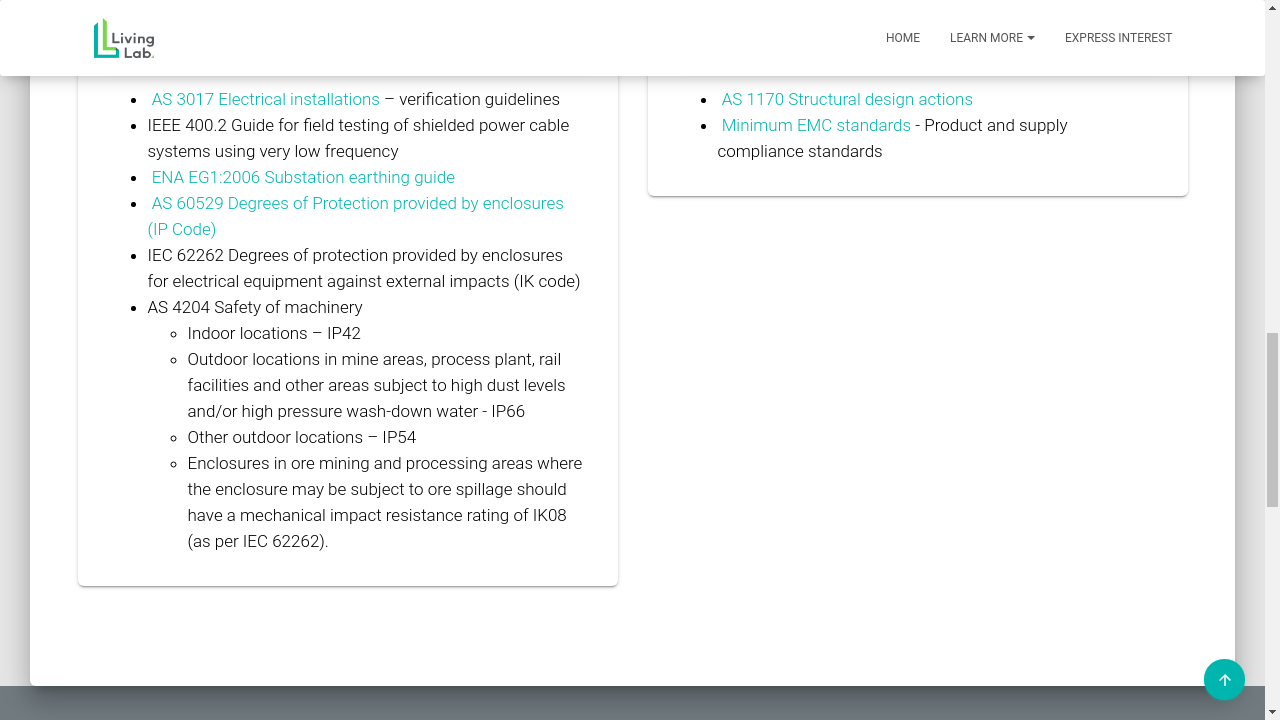 Living
Lab.
HOME
LEARN MORE
EXPRESS INTEREST
AS 3017 Electrical installations – verification guidelines
IEEE 400.2 Guide for field testing of shielded power cable
systems using very low frequency
ENA EG1:2006 Substation earthing guide
AS 60529 Degrees of Protection provided by enclosures
(IP Code)
IEC 62262 Degrees of protection provided by enclosures
for electrical equipment against external impacts (IK code)
AS 4204 Safety of machinery
Indoor locations – IP42
Outdoor locations in mine areas, process plant, rail
facilities and other areas subject to high dust levels
and/or high pressure wash-down water - IP66
Other outdoor locations – IP54
Enclosures in ore mining and processing areas where
the enclosure may be subject to ore spillage should
have a mechanical impact resistance rating of IK08
(as per IEC 62262).
AS 1170 Structural design actions
Minimum EMC standards - Product and supply
compliance standards